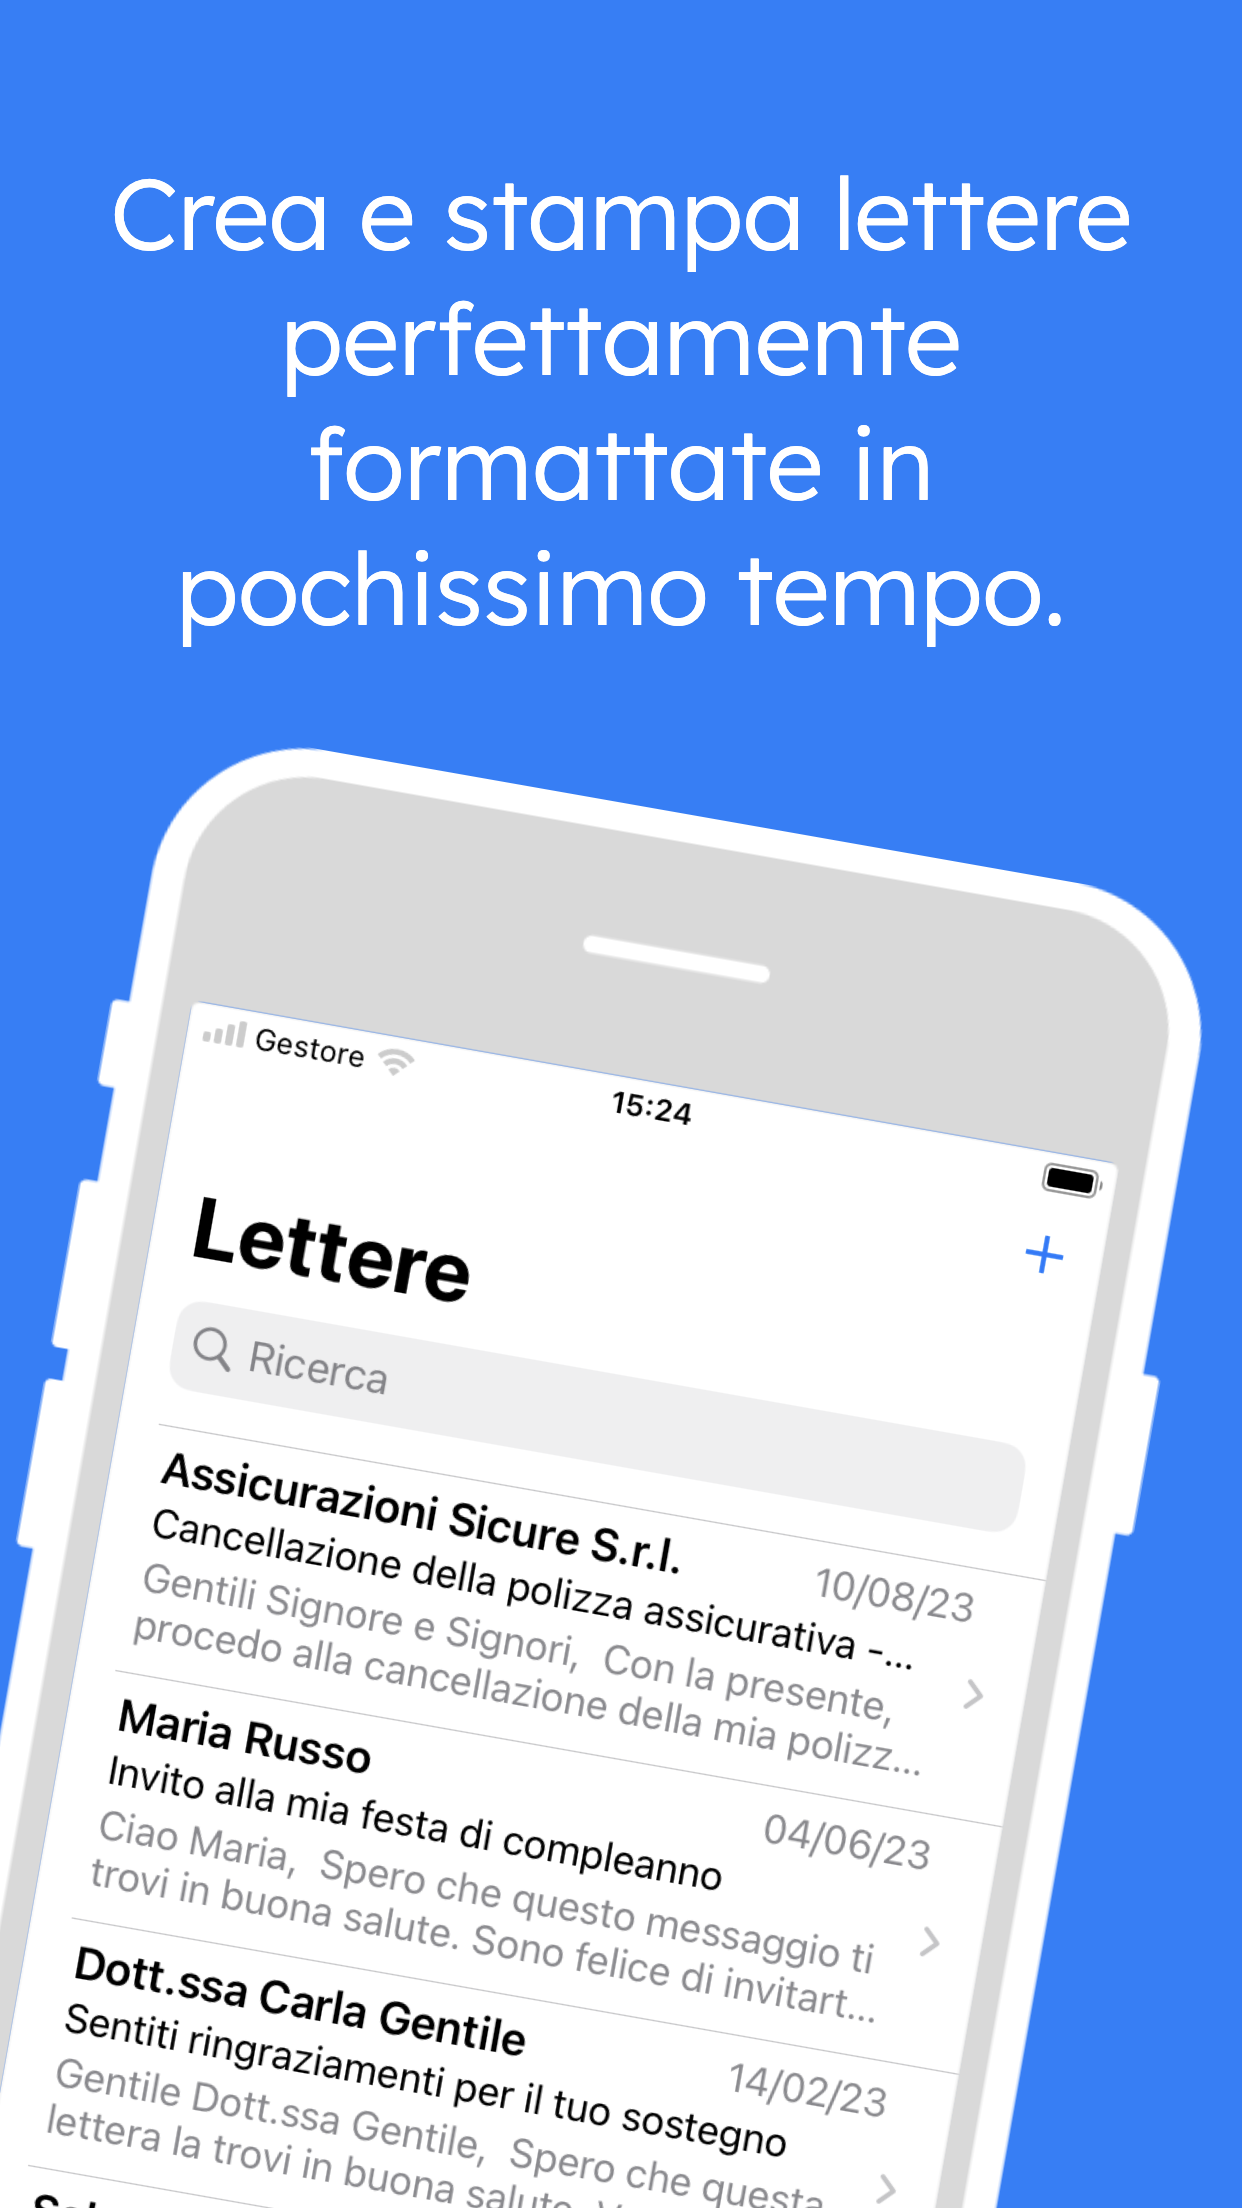 Crea e stampa lettere
perfettamente
formattate in
pochissimo tempo.
Gestore
15:24
Lettere
Ricerca
Assicurazioni Sicure S.r.l.
10/08/23
Cancellazione della polizza assicurativa -...
Gentili Signore e Signori, Con la presente,
procedo alla cancellazione della mia polizz...
Maria Russo
04/06/23
Invito alla mia festa di compleanno
Ciao Maria, Spero che questo messaggio ti
trovi in buona salute. Sono felice di invitart...
Dott.ssa Carla Gentile
14/02/23
Sentiti ringraziamenti per il tuo sostegno
Gentile Dott.ssa Gentile, Spero che questa
lettera la trovi in buona salute.